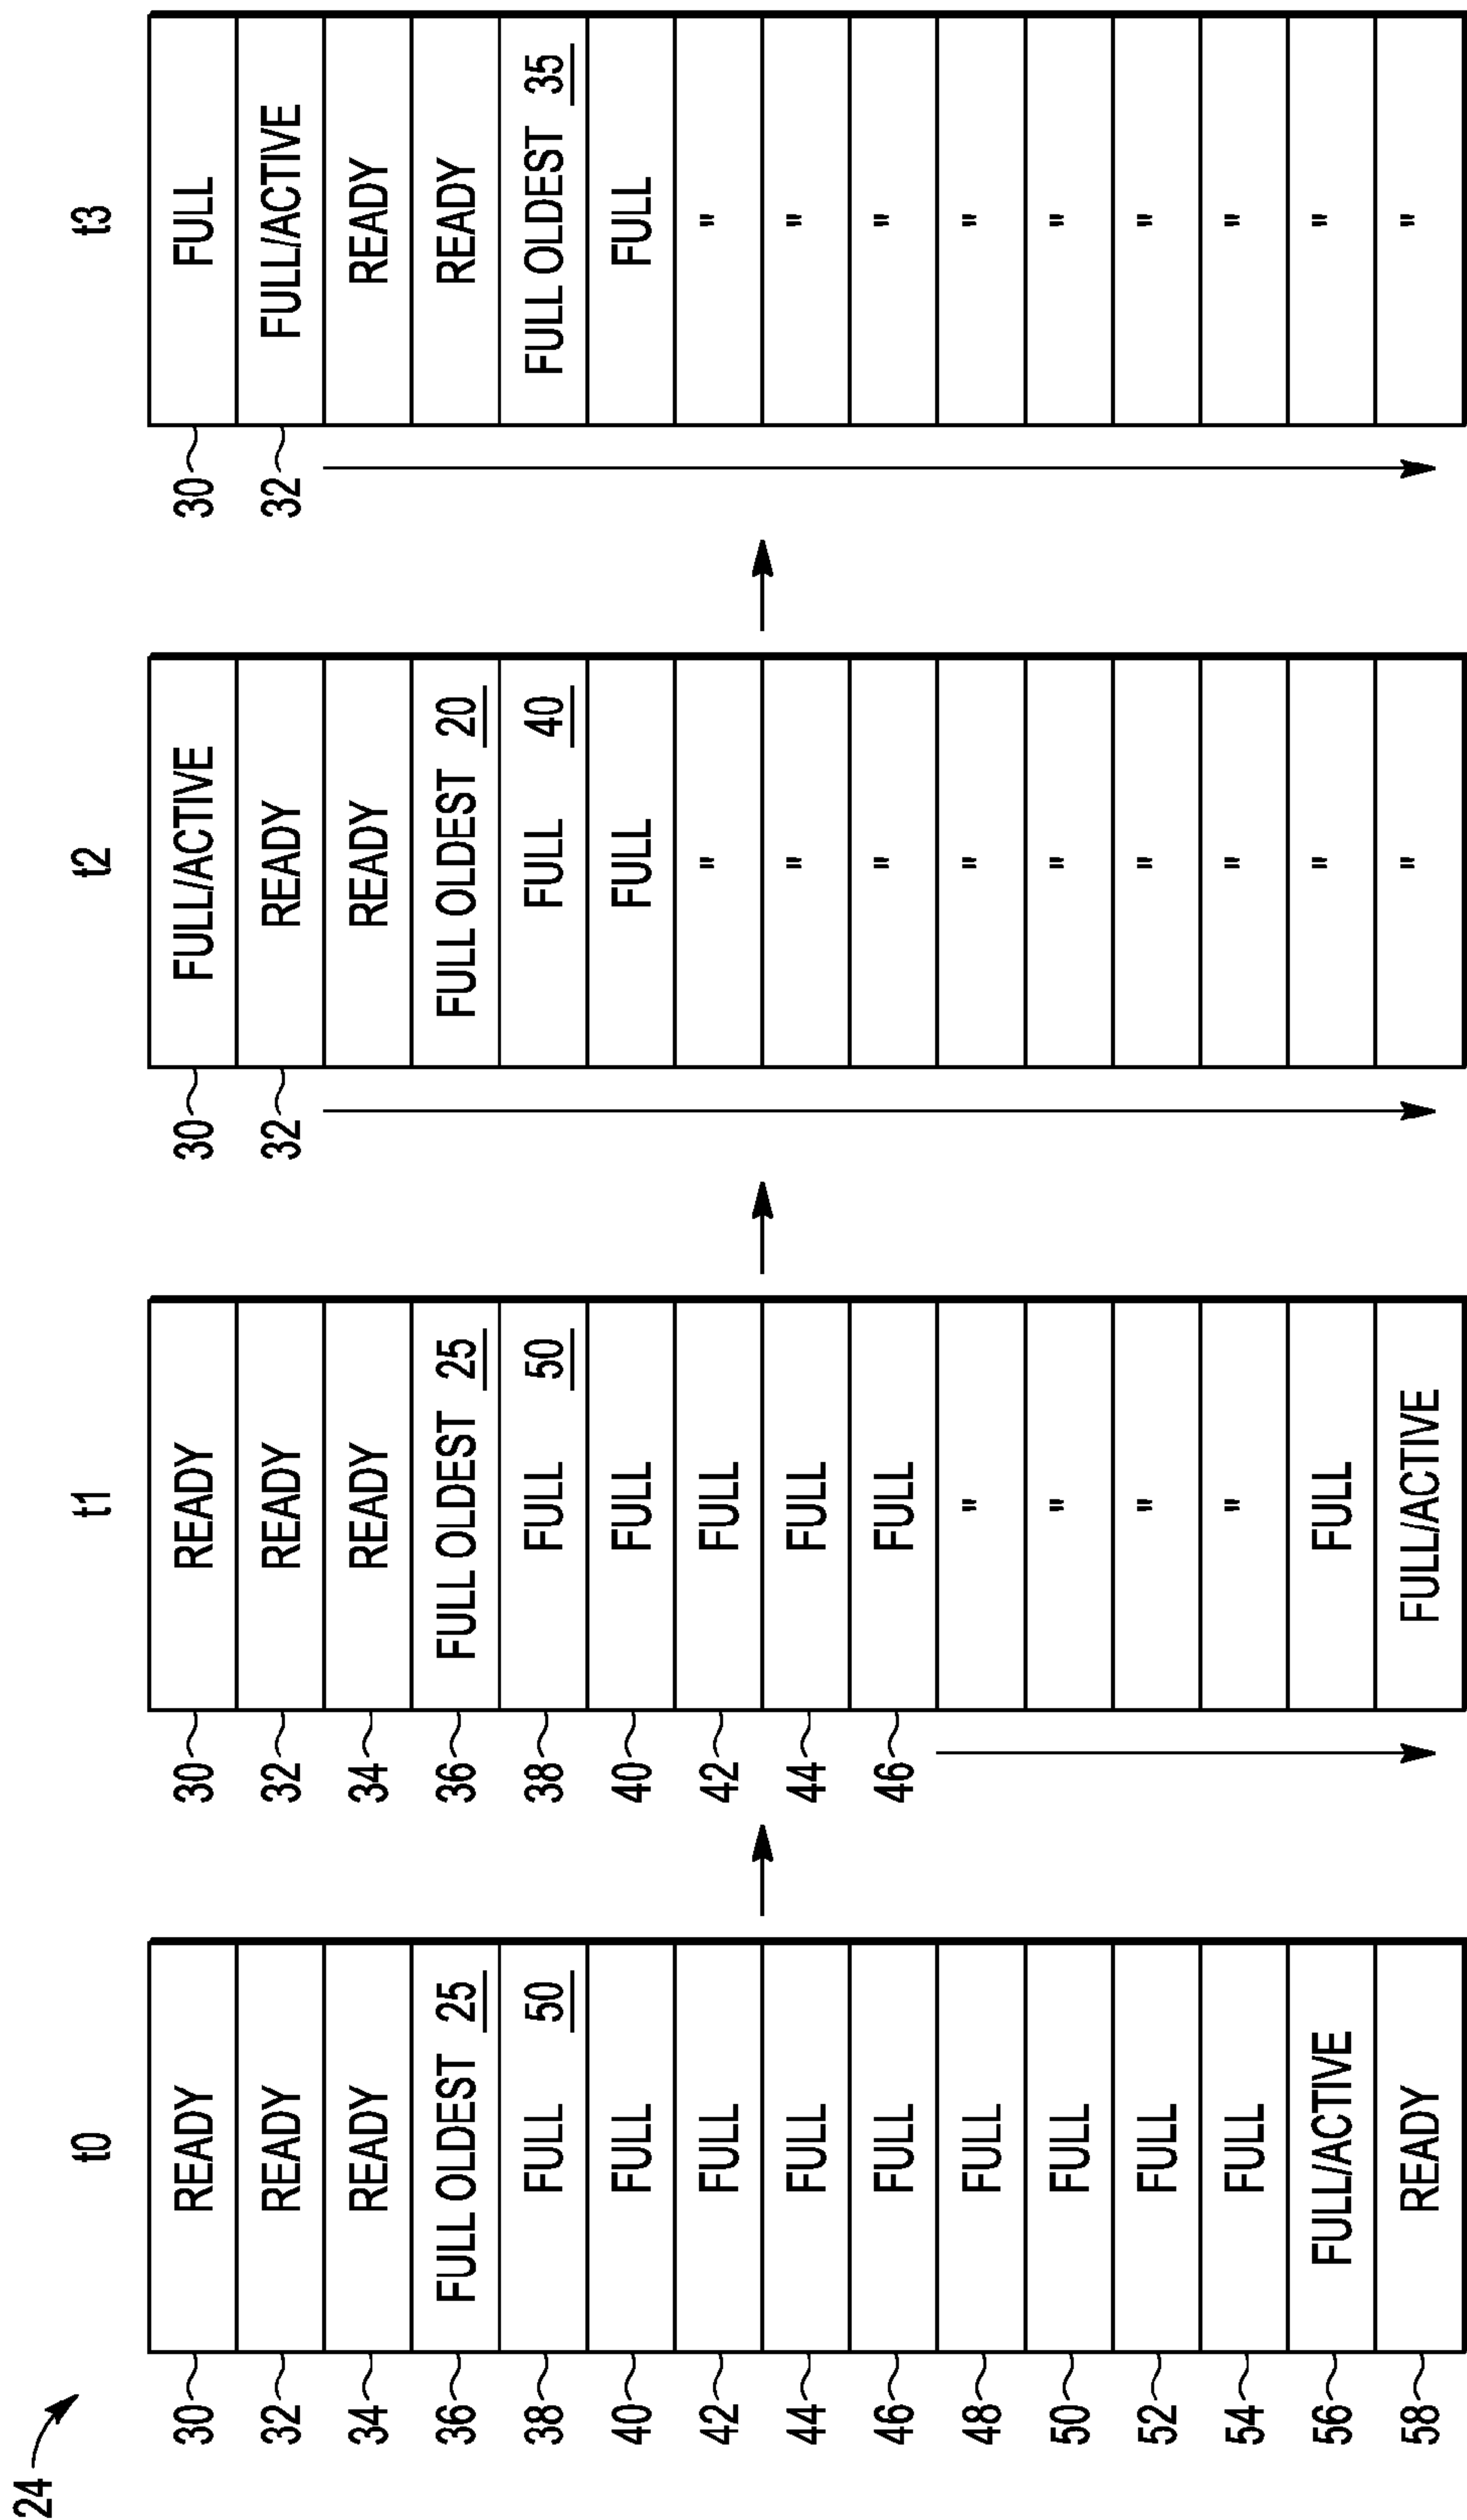 24
t0
30 READY
32 READY
34 READY
36 FULL OLDEST 25
38 FULL 50
40 FULL
42 FULL
44 FULL
46 FULL
48 FULL
50 FULL
52 FULL
54 FULL
56 FULL/ACTIVE
58 READY
t1
30 READY
32 READY
34 READY
36 FULL OLDEST 25
38 FULL 50
40 FULL
42 FULL
44 FULL
46 FULL
"
"
"
"
FULL
FULL/ACTIVE
t2
30 FULL/ACTIVE
32 READY
READY
FULL OLDEST 20
FULL 40
FULL
"
"
"
"
"
"
"
"
"
t3
30 FULL
32 FULL/ACTIVE
READY
READY
FULL OLDEST 35
FULL
"
"
"
"
"
"
"
"
"